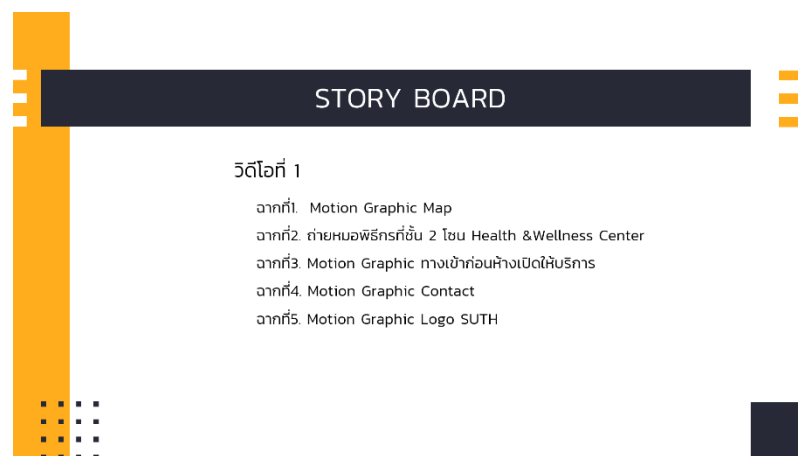 STORY BOARD
วิดีโอที่ 1
ฉากที่1.  Motion Graphic Map
ฉากที่2. ถ่ายหมอพิธีกรที่ชั้น 2 โซน Health &Wellness Center
ฉากที่3. Motion Graphic ทางเข้าก่อนห้างเปิดให้บริการ
ฉากที่4. Motion Graphic Contact
ฉากที่5. Motion Graphic Logo SUTH